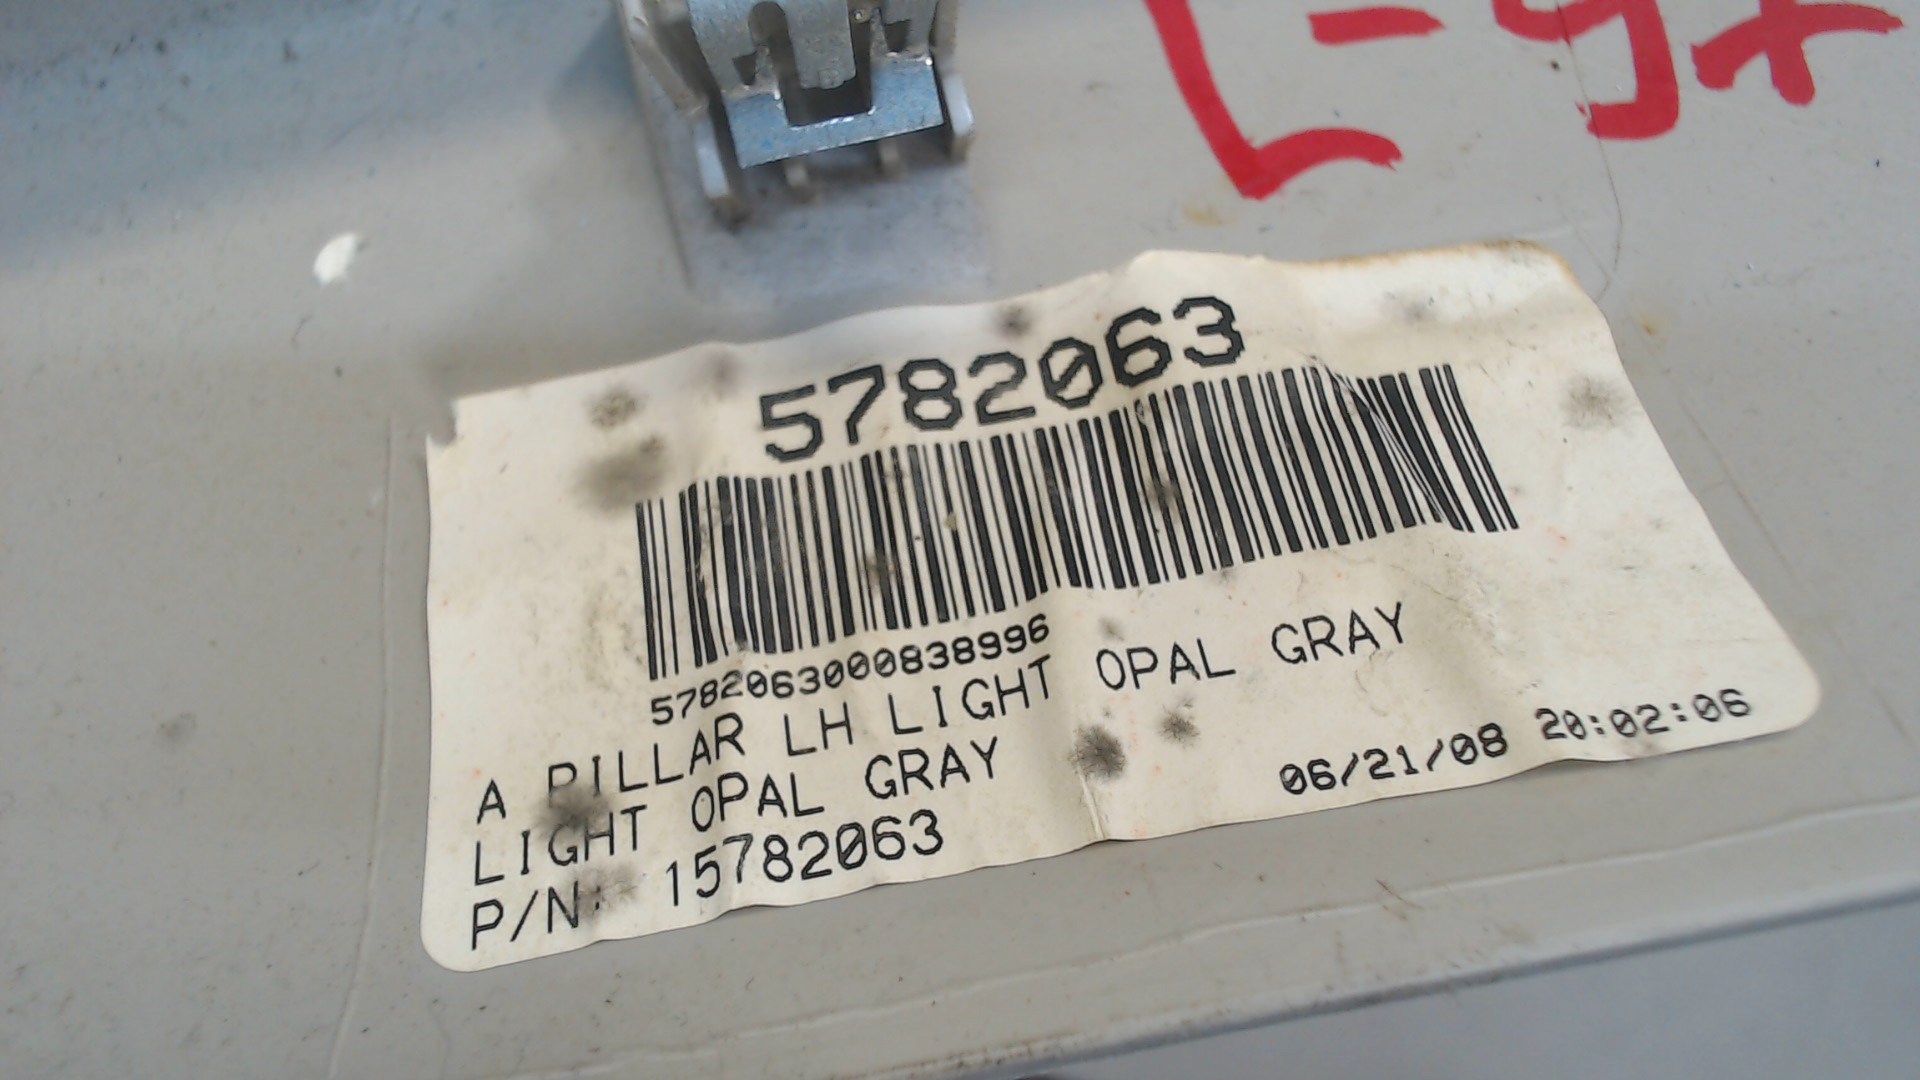 5782063
5782063000838996
A PILLAR LH LIGHT OPAL GRAY
LIGHT OPAL GRAY
P/N: 15782063
06/21/08 20:02:06